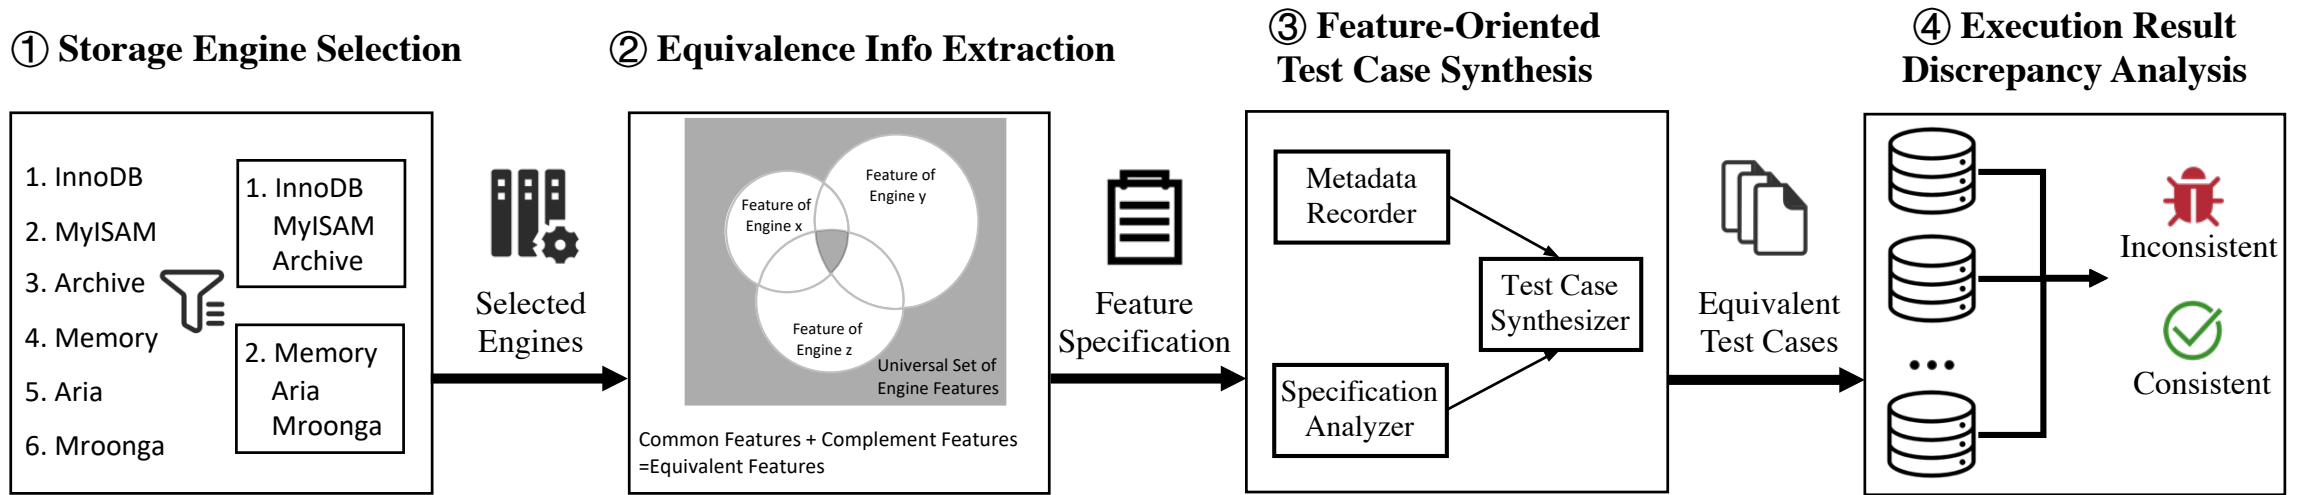 ① Storage Engine Selection
1. InnoDB
2. MyISAM
3. Archive
4. Memory
5. Aria
6. Mroonga
1. InnoDB
MyISAM
Archive
2. Memory
Aria
Mroonga
Selected
Engines
② Equivalence Info Extraction
Feature of
Engine x
Feature of
Engine y
Feature of
Engine z
Universal Set of
Engine Features
Common Features + Complement Features
=Equivalent Features
Feature
Specification
③ Feature-Oriented
Test Case Synthesis
Metadata
Recorder
Specification
Analyzer
Test Case
Synthesizer
Equivalent
Test Cases
④ Execution Result
Discrepancy Analysis
Inconsistent
Consistent